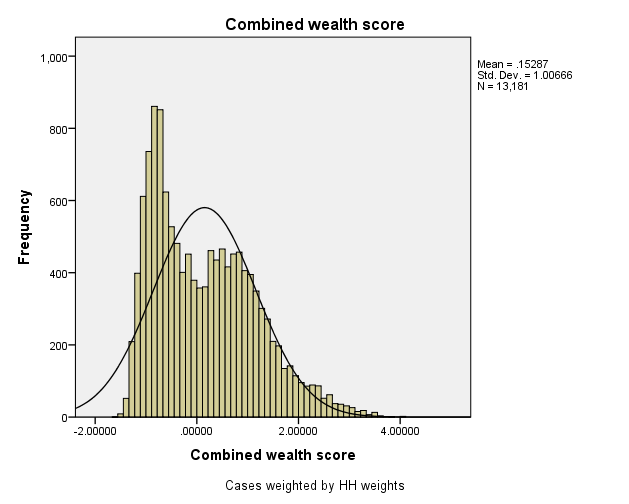 Combined wealth score
Mean = .15287
Std. Dev. = 1.00666
N = 13,181
1,000
800
600
400
200
0
Frequency
-2.00000 .00000 2.00000 4.00000
Combined wealth score
Cases weighted by HH weights